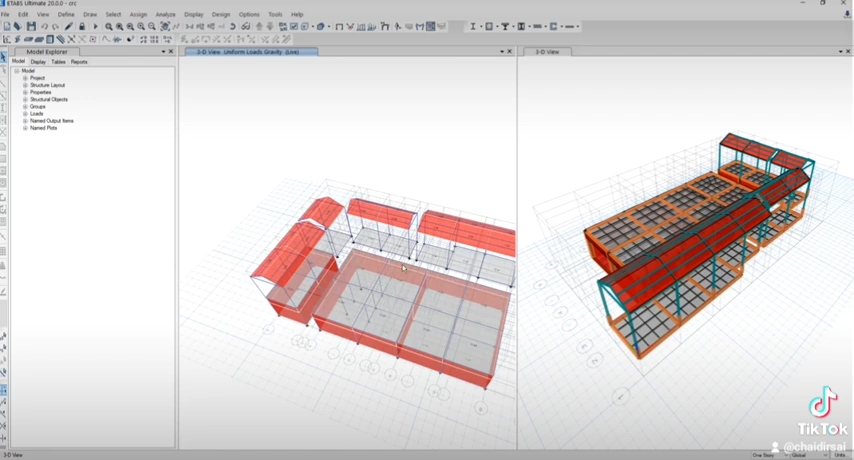 ETABS Ultimate 20.0.0 - crc
File Edit View Define Draw Select Assign Analyze Display Design Options Tools Help
Model Explorer
Model Display Tables Reports
Model
Project
Structure Layout
Properties
Structural Objects
Groups
Loads
Named Output Items
Named Plots
3-D View Uniform Loads Gravity (Live)
3-D View
TikTok
@chaidirsai
3-D View
One Story
Global
Units...